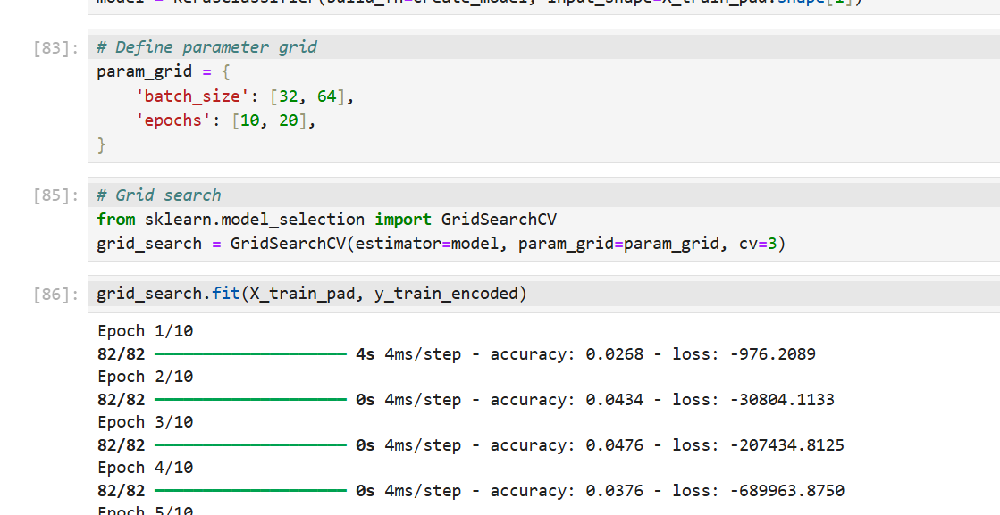 model = KerasClassifier(build_fn=create_model, input_shape=X_train_pad.shape[1])
[83]: # Define parameter grid
param_grid = {
    'batch_size': [32, 64],
    'epochs': [10, 20],
}
[85]: # Grid search
from sklearn.model_selection import GridSearchCV
grid_search = GridSearchCV(estimator=model, param_grid=param_grid, cv=3)
[86]: grid_search.fit(X_train_pad, y_train_encoded)
Epoch 1/10
82/82 ━━━━━━━━━━━━━━━━━━━━ 4s 4ms/step - accuracy: 0.0268 - loss: -976.2089
Epoch 2/10
82/82 ━━━━━━━━━━━━━━━━━━━━ 0s 4ms/step - accuracy: 0.0434 - loss: -30804.1133
Epoch 3/10
82/82 ━━━━━━━━━━━━━━━━━━━━ 0s 4ms/step - accuracy: 0.0476 - loss: -207434.8125
Epoch 4/10
82/82 ━━━━━━━━━━━━━━━━━━━━ 0s 4ms/step - accuracy: 0.0376 - loss: -689963.8750
Epoch 5/10